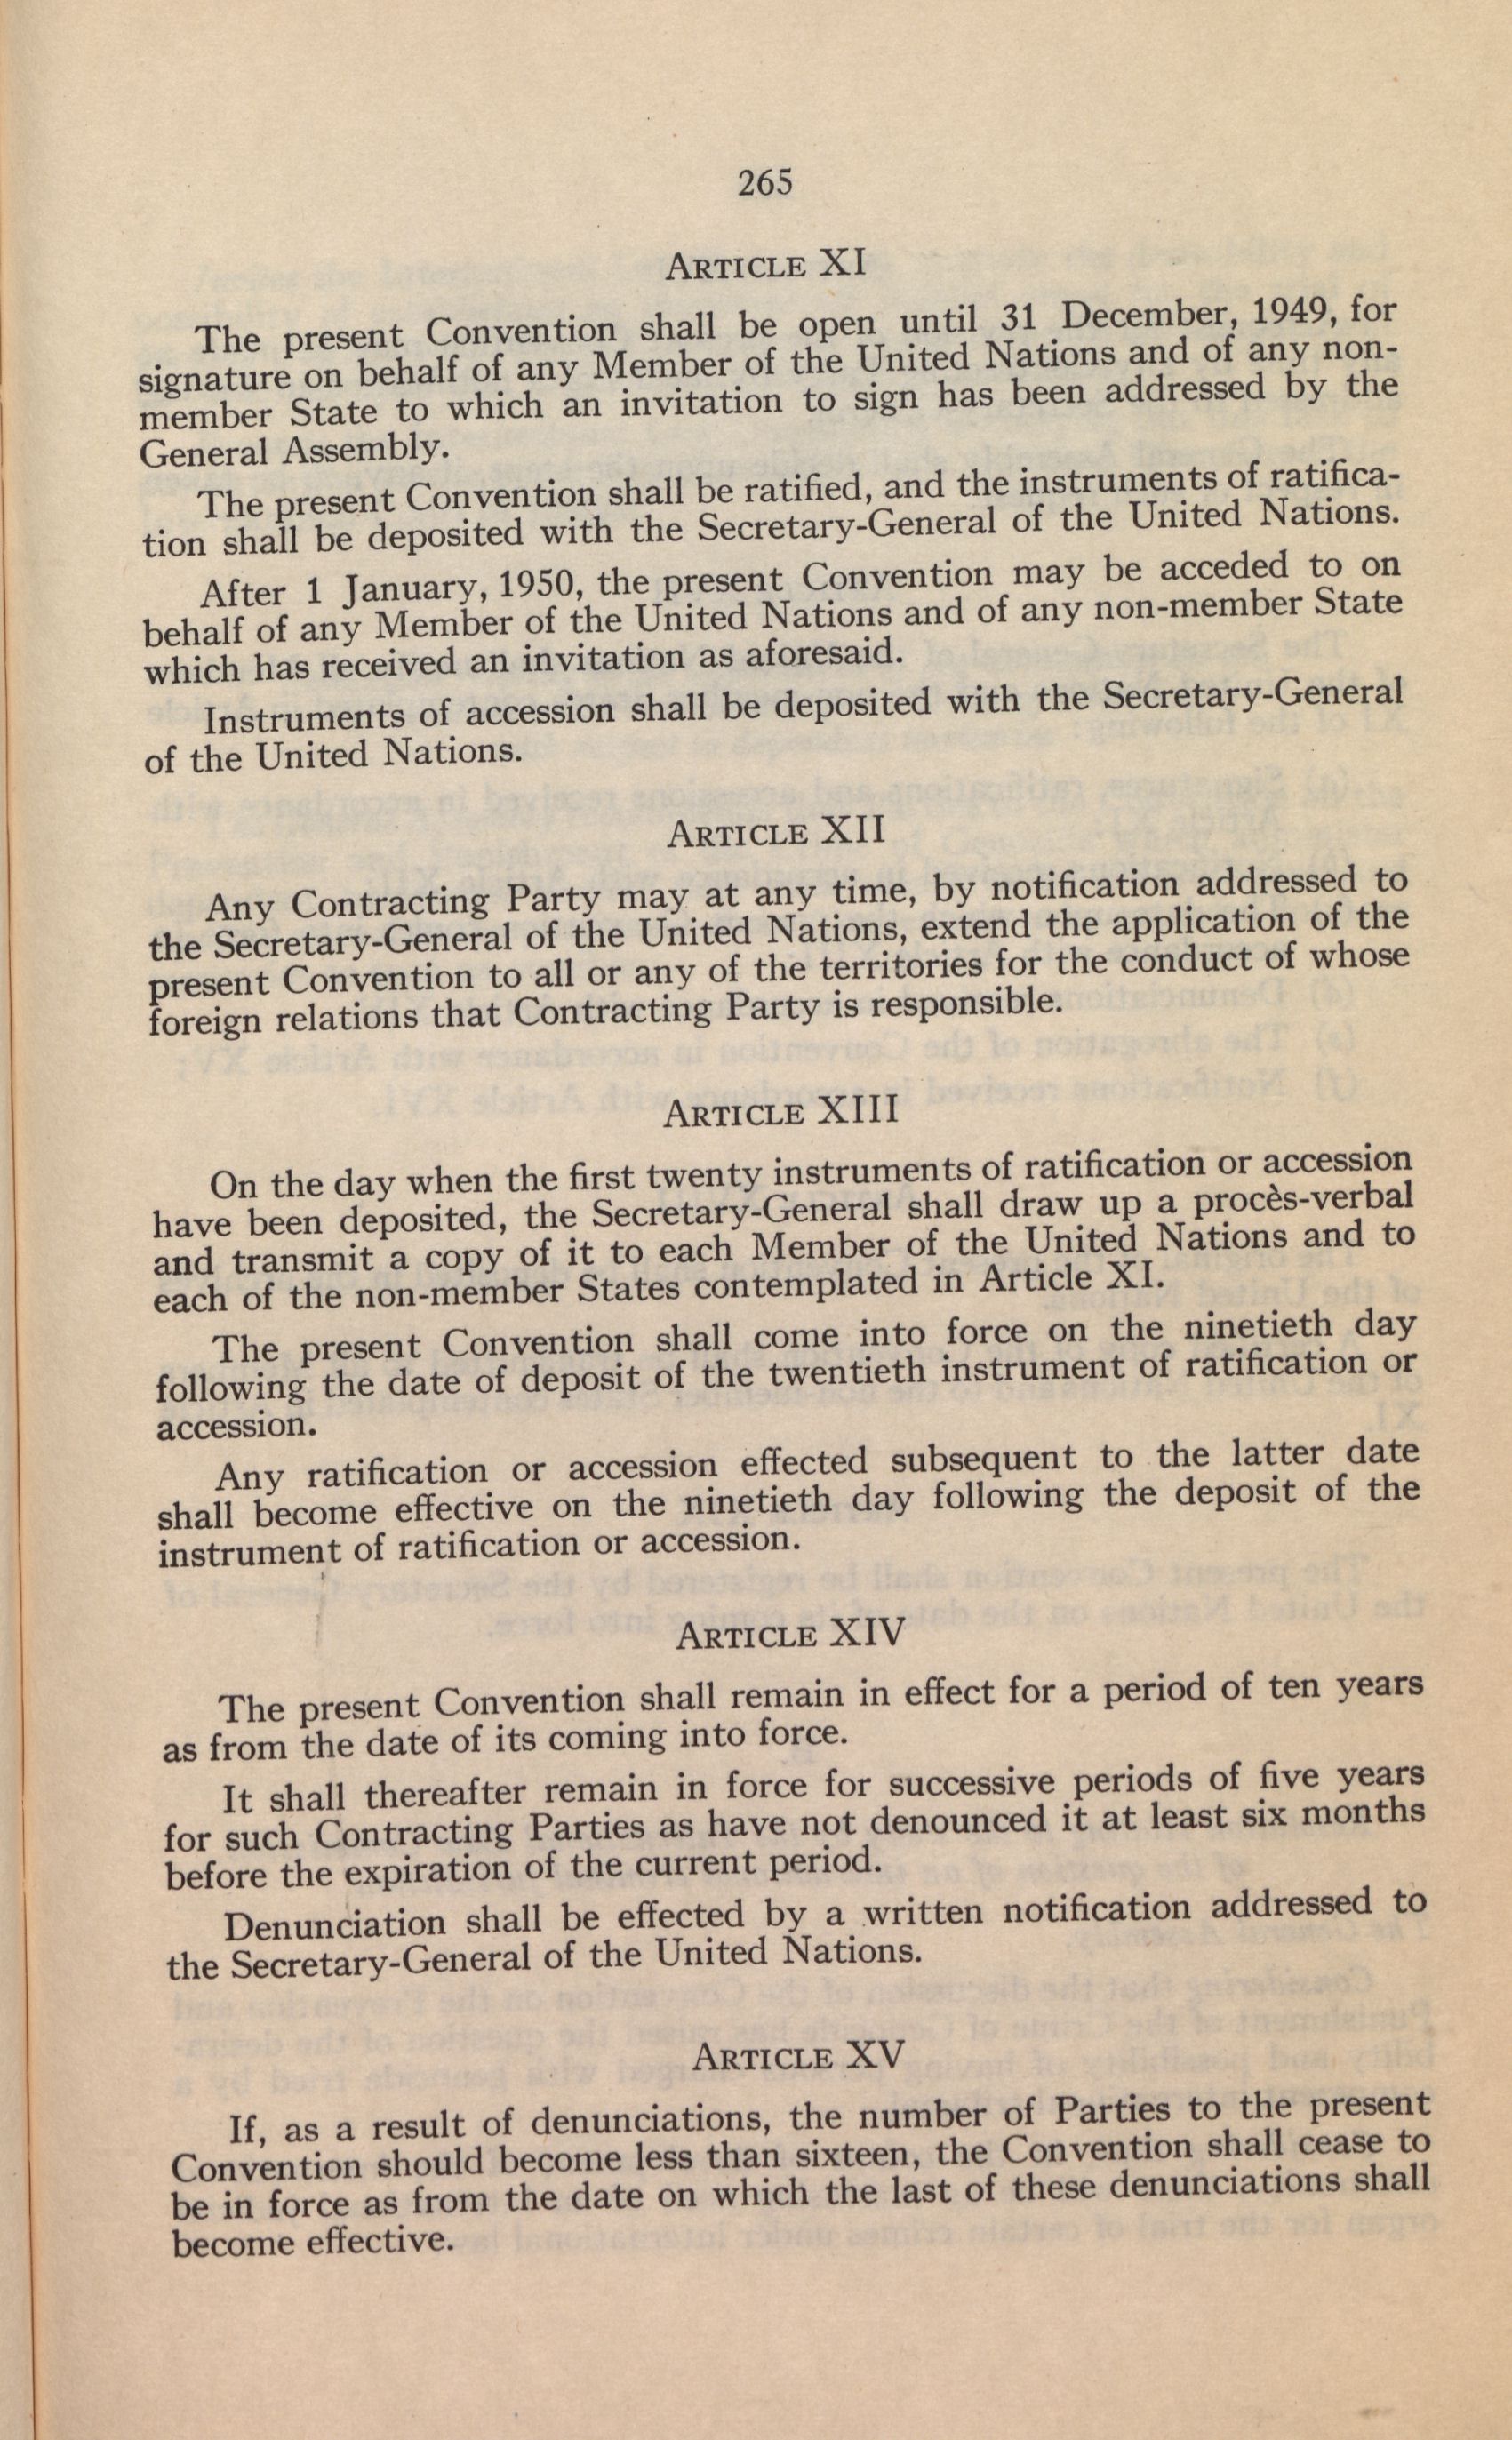 265
ARTICLE XI
The present Convention shall be open until 31 December, 1949, for
signature on behalf of any Member of the United Nations and of any non-
member State to which an invitation to sign has been addressed by the
General Assembly.
The present Convention shall be ratified, and the instruments of ratifica-
tion shall be deposited with the Secretary-General of the United Nations.
After 1 January, 1950, the present Convention may be acceded to on
behalf of any Member of the United Nations and of any non-member State
which has received an invitation as aforesaid.
Instruments of accession shall be deposited with the Secretary-General
of the United Nations.
ARTICLE XII
Any Contracting Party may at any time, by notification addressed to
the Secretary-General of the United Nations, extend the application of the
present Convention to all or any of the territories for the conduct of whose
foreign relations that Contracting Party is responsible.
ARTICLE XIII
On the day when the first twenty instruments of ratification or accession
have been deposited, the Secretary-General shall draw up a procès-verbal
and transmit a copy of it to each Member of the United Nations and to
each of the non-member States contemplated in Article XI.
The present Convention shall come into force on the ninetieth day
following the date of deposit of the twentieth instrument of ratification or
accession.
Any ratification or accession effected subsequent to the latter date
shall become effective on the ninetieth day following the deposit of the
instrument of ratification or accession.
ARTICLE XIV
The present Convention shall remain in effect for a period of ten years
as from the date of its coming into force.
It shall thereafter remain in force for successive periods of five years
for such Contracting Parties as have not denounced it at least six months
before the expiration of the current period.
Denunciation shall be effected by a written notification addressed to
the Secretary-General of the United Nations.
ARTICLE XV
If, as a result of denunciations, the number of Parties to the present
Convention should become less than sixteen, the Convention shall cease to
be in force as from the date on which the last of these denunciations shall
become effective.